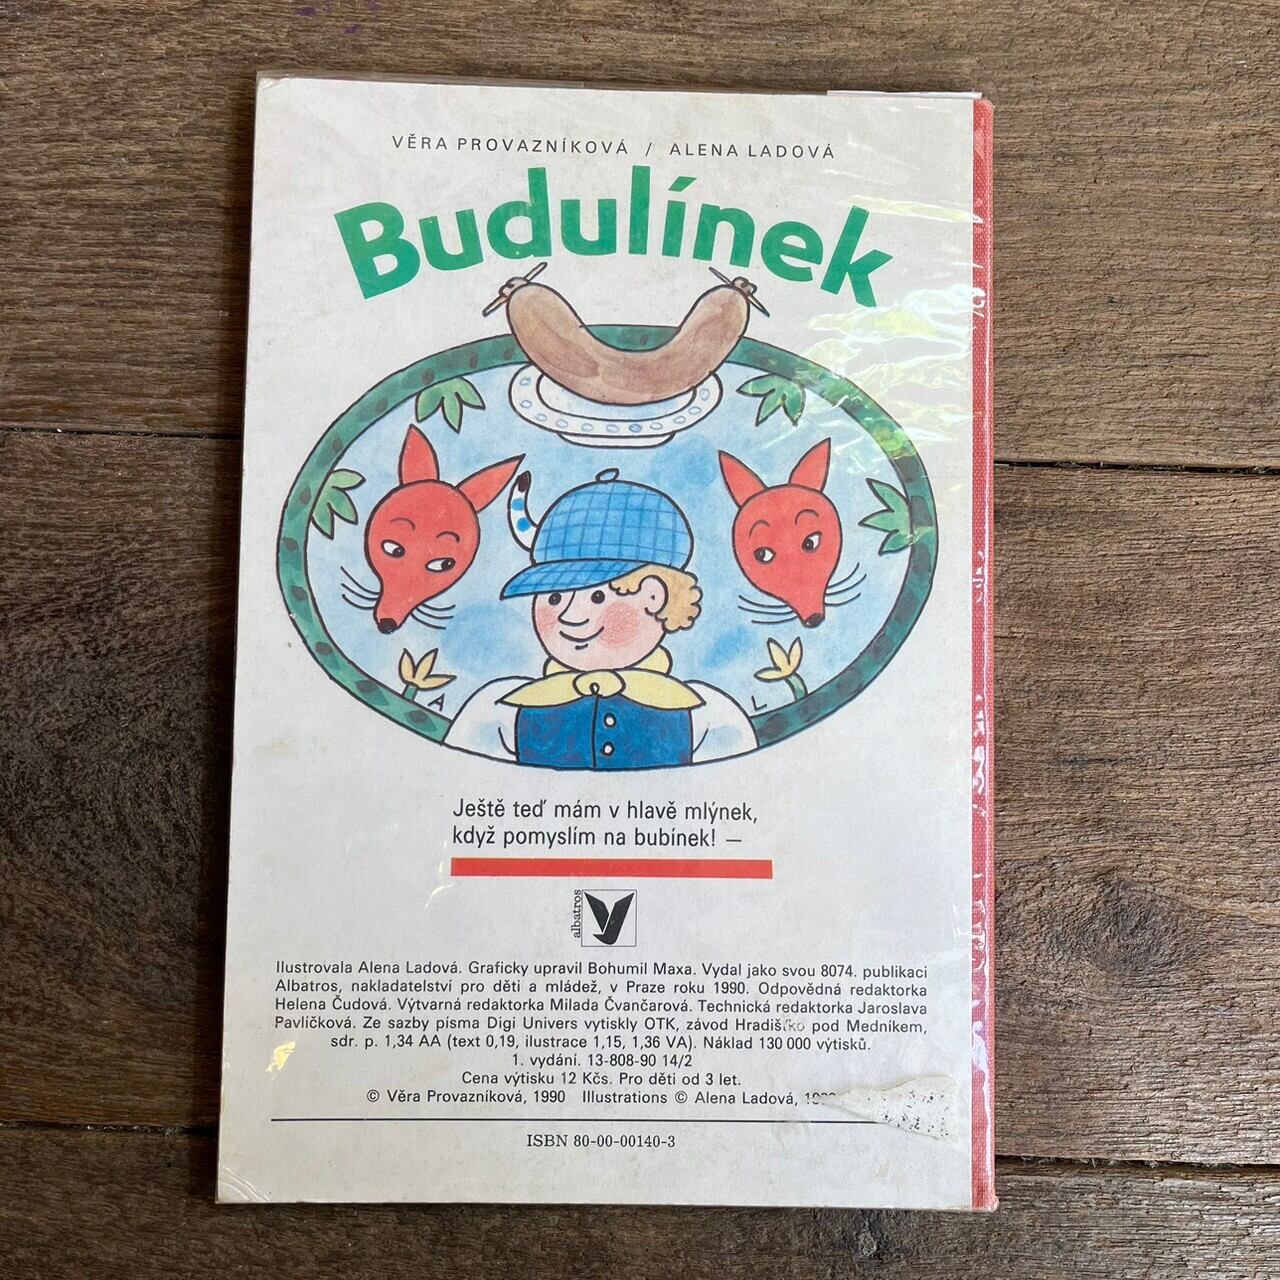 VĚRA PROVAZNÍKOVÁ / ALENA LADOVÁ
Budulínek
A L
Ještě teď mám v hlavě mlýnek,
když pomyslím na bubínek! —
albatros
Ilustrovala Alena Ladová. Graficky upravil Bohumil Maxa. Vydal jako svou 8074. publikaci
Albatros, nakladatelství pro děti a mládež, v Praze roku 1990. Odpovědná redaktorka
Helena Čudová. Výtvarná redaktorka Milada Čvančarová. Technická redaktorka Jaroslava
Pavlíčková. Ze sazby písma Digi Univers vytiskly OTK, závod Hradišťko pod Medníkem,
sdr. p. 1,34 AA (text 0,19, ilustrace 1,15, 1,36 VA). Náklad 130 000 výtisků.
1. vydání. 13-808-90 14/2
Cena výtisku 12 Kčs. Pro děti od 3 let.
© Věra Provazníková, 1990 Illustrations © Alena Ladová,
ISBN 80-00-00140-3